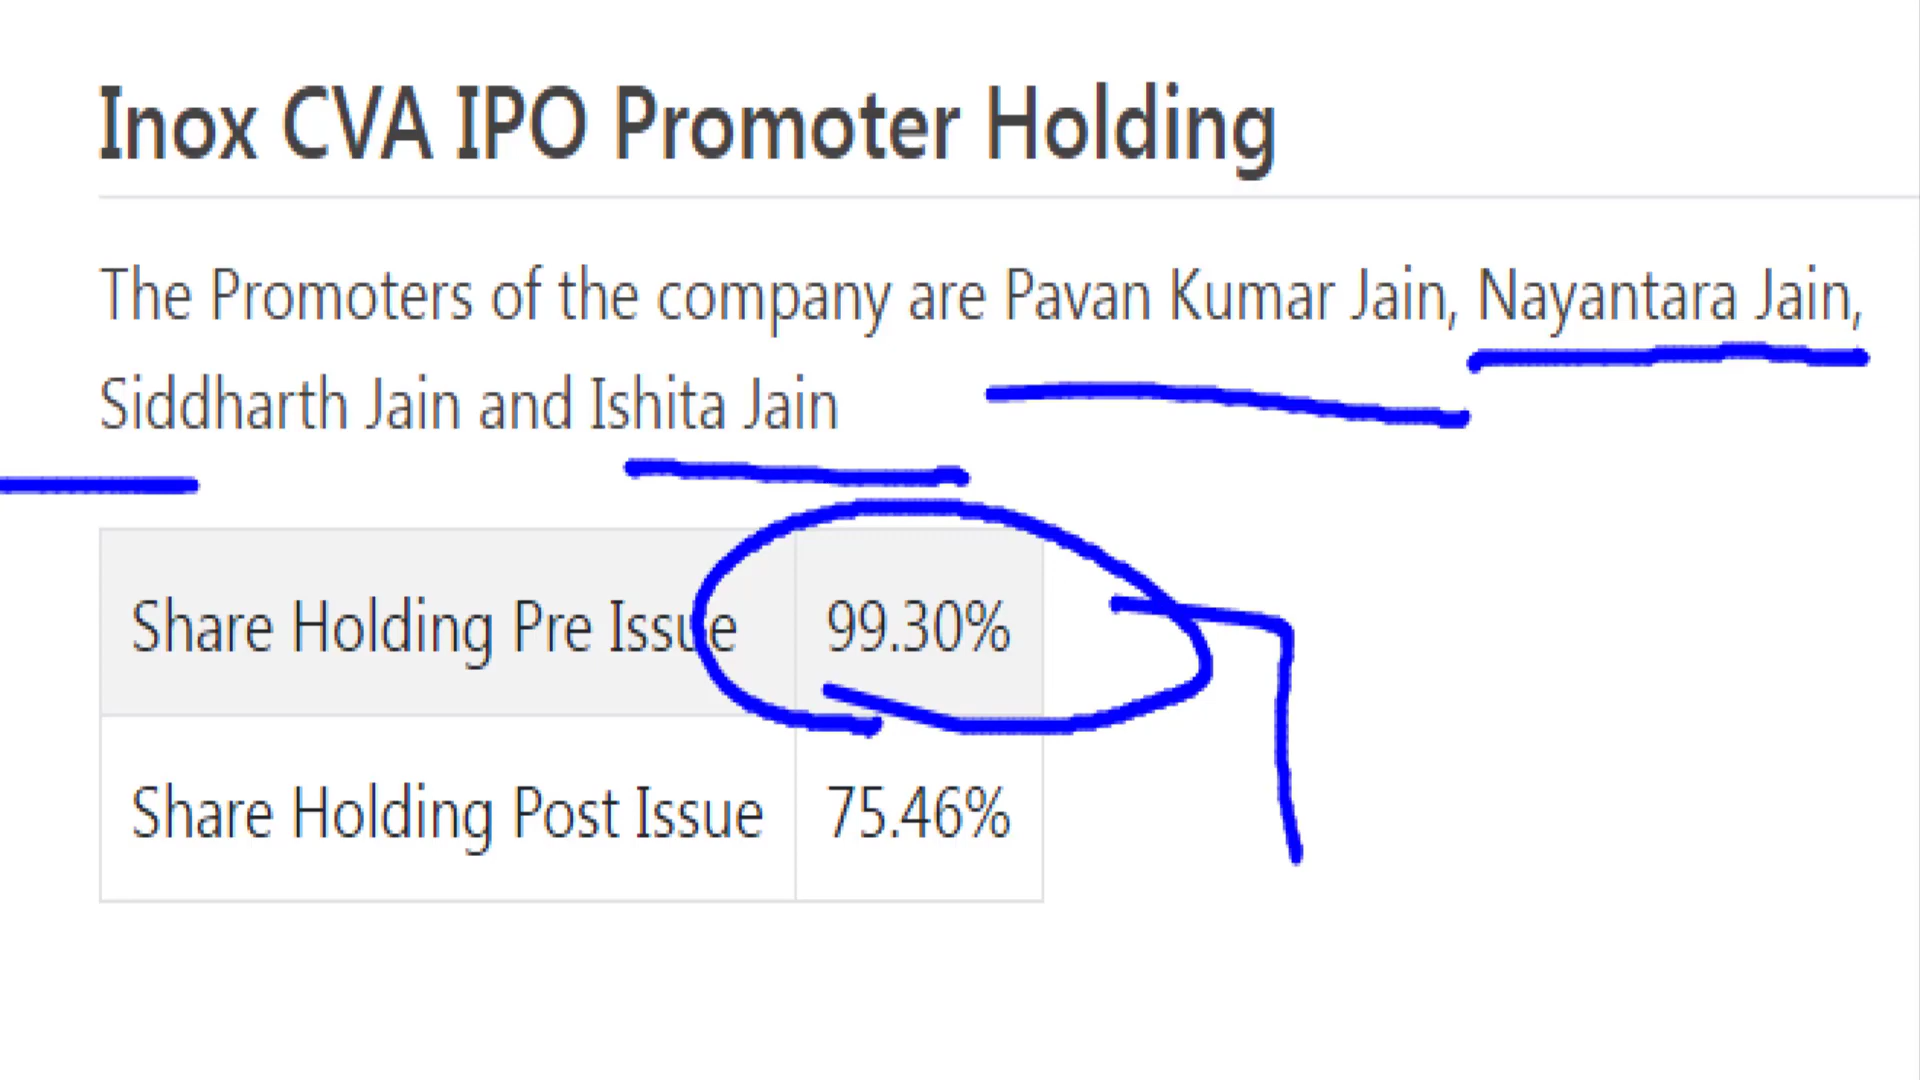 Inox CVA IPO Promoter Holding
The Promoters of the company are Pavan Kumar Jain, Nayantara Jain,
Siddharth Jain and Ishita Jain
Share Holding Pre Issue 99.30%
Share Holding Post Issue 75.46%